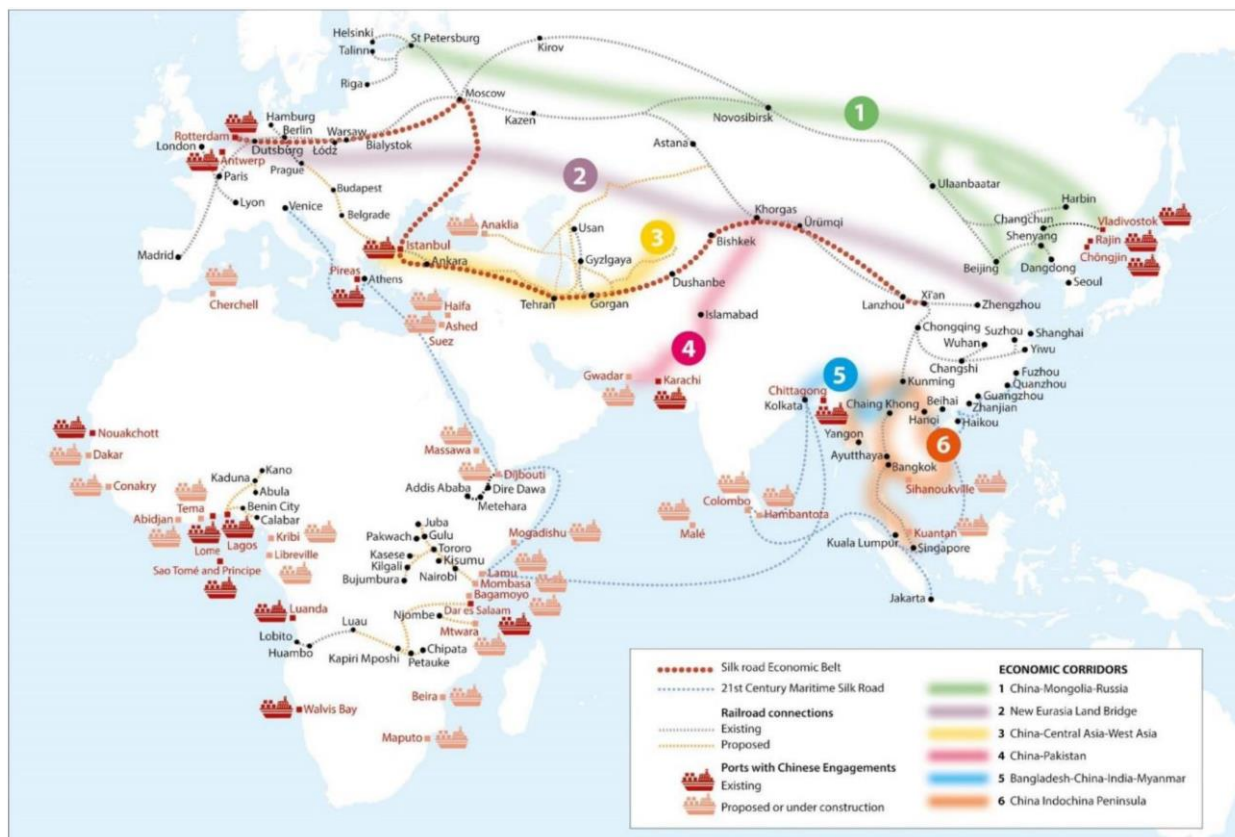 Helsinki
St Petersburg
Talinn
Kirov
Riga
Moscow
1
Kazen
Novosibirsk
Hamburg
Berlin
Rotterdam
Warsaw
London
Dutsburg
Łódź
Bialystok
Antwerp
Astana
Paris
Prague
2
Ulaanbaatar
Budapest
Harbin
Khorgas
Lyon
Venice
Belgrade
Anaklia
Usan
Ürümqi
Changchun
Vladivostok
3
Bishkek
Shenyang
Istanbul
Rajin
Madrid
Ankara
Gyzlgaya
Beijing
Chôngjin
Dangdong
Pireas
Athens
Dushanbe
Seoul
Cherchell
Haifa
Tehran
Gorgan
Lanzhou
Xi'an
Zhengzhou
Ashed
Islamabad
Suez
Chongqing
Suzhou
Shanghai
Wuhan
Yiwu
4
Changshi
Gwadar
Karachi
5
Kunming
Fuzhou
Chittagong
Quanzhou
Kolkata
Chaing Khong
Beihai
Guangzhou
Zhanjian
Hanoi
Haikou
Nouakchott
Yangon
6
Dakar
Massawa
Ayutthaya
Bangkok
Kano
Djibouti
Sihanoukville
Conakry
Kaduna
Addis Ababa
Dire Dawa
Abula
Metehara
Colombo
Hambantota
Tema
Benin City
Abidjan
Calabar
Juba
Malé
Kuantan
Kribi
Pakwach
Gulu
Mogadishu
Lome
Lagos
Tororo
Kuala Lumpur
Singapore
Libreville
Kasese
Kisumu
Kilgali
Sao Tomé and Principe
Bujumbura
Nairobi
Lamu
Mombasa
Bagamoyo
Jakarta
Luanda
Njombe
Dar es Salaam
Luau
Mtwara
Lobito
Huambo
Kapiri Mposhi
Chipata
Petauke
Beira
Walvis Bay
Maputo
Silk road Economic Belt
21st Century Maritime Silk Road
Railroad connections
Existing
Proposed
Ports with Chinese Engagements
Existing
Proposed or under construction
ECONOMIC CORRIDORS
1 China-Mongolia-Russia
2 New Eurasia Land Bridge
3 China-Central Asia-West Asia
4 China-Pakistan
5 Bangladesh-China-India-Myanmar
6 China Indochina Peninsula